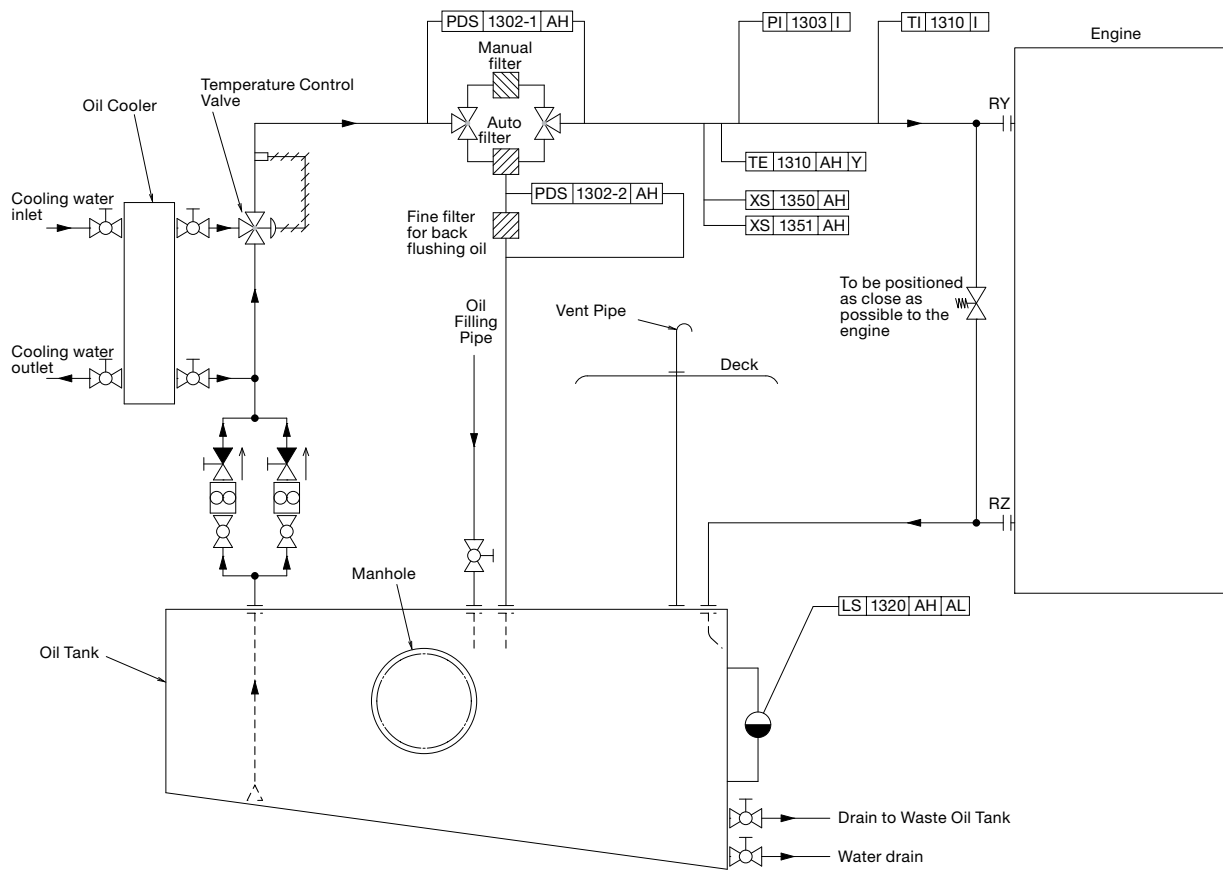 PDS 1302-1 AH
PI 1303 I
TI 1310 I
Engine
Manual
filter
Temperature Control
Valve
Oil Cooler
RY
Auto
filter
TE 1310 AH Y
Cooling water
inlet
PDS 1302-2 AH
XS 1350 AH
XS 1351 AH
Fine filter
for back
flushing oil
To be positioned
as close as
possible to the
engine
Oil
Filling
Pipe
Vent Pipe
Cooling water
outlet
Deck
RZ
Manhole
LS 1320 AH AL
Oil Tank
Drain to Waste Oil Tank
Water drain